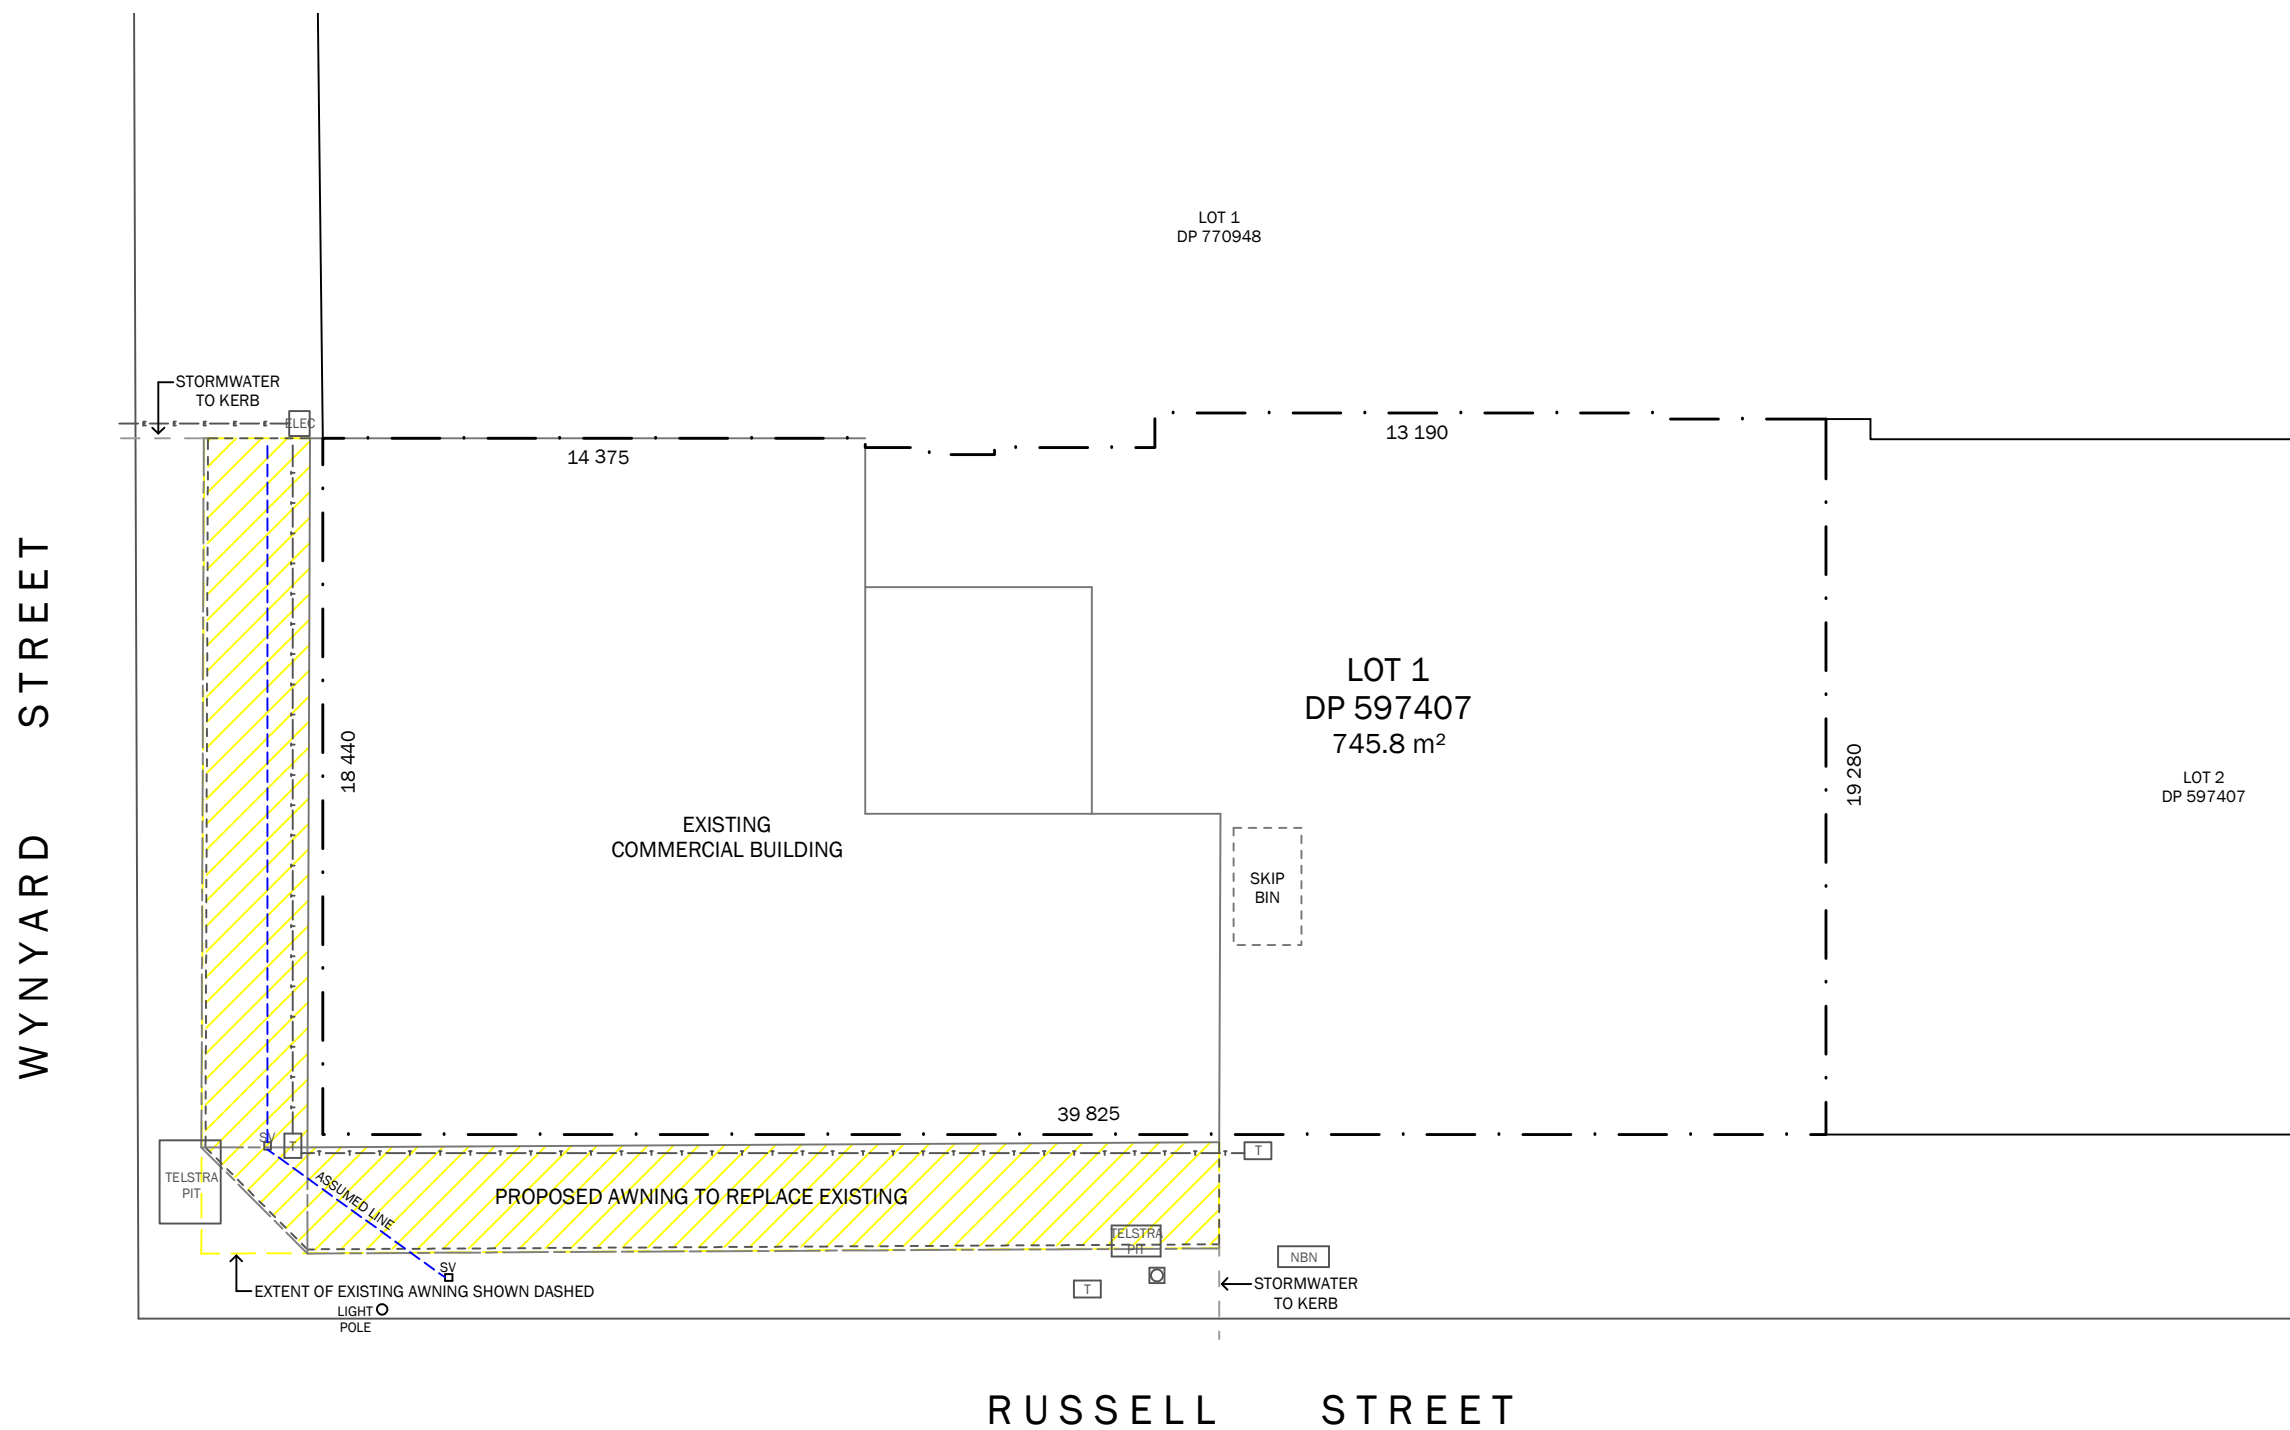 LOT 1
DP 770948
STORMWATER
TO KERB
ELEC
14 375
13 190
WYNYARD STREET
18 440
LOT 1
DP 597407
745.8 m²
19 280
LOT 2
DP 597407
EXISTING
COMMERCIAL BUILDING
SKIP
BIN
39 825
SV
T
T
TELSTRA
PIT
ASSUMED LINE
PROPOSED AWNING TO REPLACE EXISTING
TELSTRA
PIT
NBN
SV
EXTENT OF EXISTING AWNING SHOWN DASHED
T
STORMWATER
TO KERB
LIGHT
POLE
RUSSELL STREET